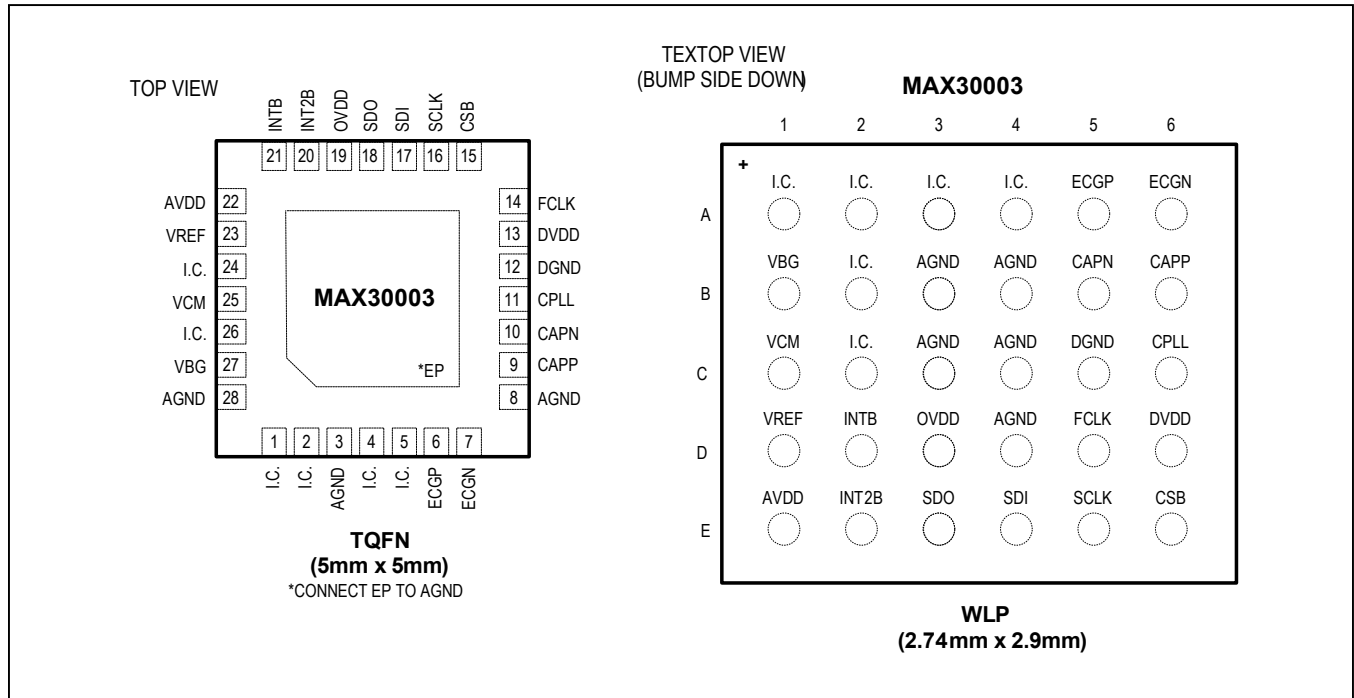 TOP VIEW
INTB
INT2B
OVDD
SDO
SDI
SCLK
CSB
21 20 19 18 17 16 15
AVDD 22
VREF 23
I.C. 24
VCM 25
I.C. 26
VBG 27
AGND 28
14 FCLK
13 DVDD
12 DGND
11 CPLL
10 CAPN
9 CAPP
8 AGND
MAX30003
*EP
1 2 3 4 5 6 7
I.C.
I.C.
AGND
I.C.
I.C.
ECGP
ECGN
TQFN
(5mm x 5mm)
*CONNECT EP TO AGND
TEXTOP VIEW
(BUMP SIDE DOWN)
MAX30003
1 2 3 4 5 6
+
I.C. I.C. I.C. I.C. ECGP ECGN
A
VBG I.C. AGND AGND CAPN CAPP
B
VCM I.C. AGND AGND DGND CPLL
C
VREF INTB OVDD AGND FCLK DVDD
D
AVDD INT2B SDO SDI SCLK CSB
E
WLP
(2.74mm x 2.9mm)